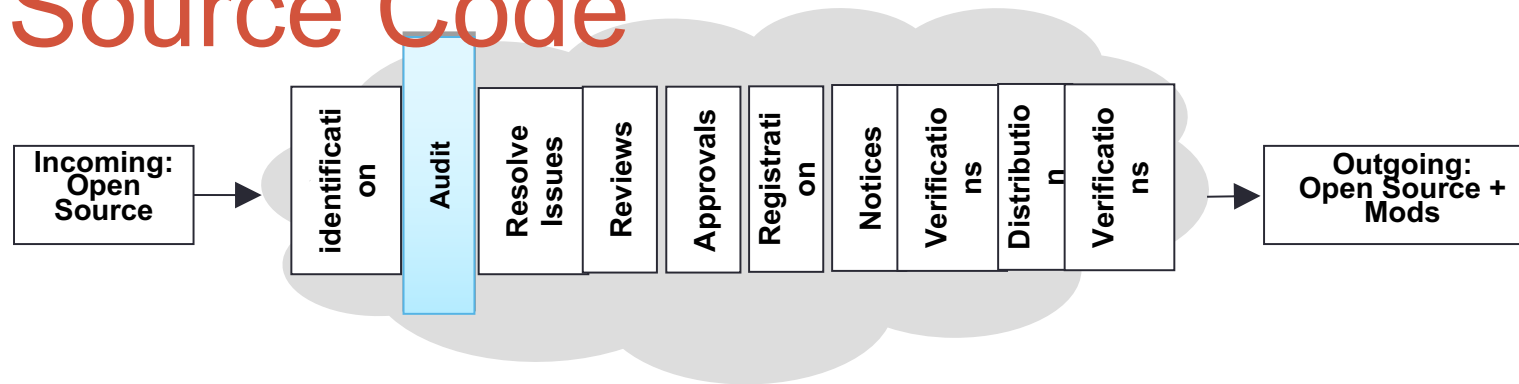 Source Code
Incoming:
Open
Source
identificati
on
Audit
Resolve
Issues
Reviews
Approvals
Registrati
on
Notices
Verificatio
ns
Distributio
n
Verificatio
ns
Outgoing:
Open Source +
Mods